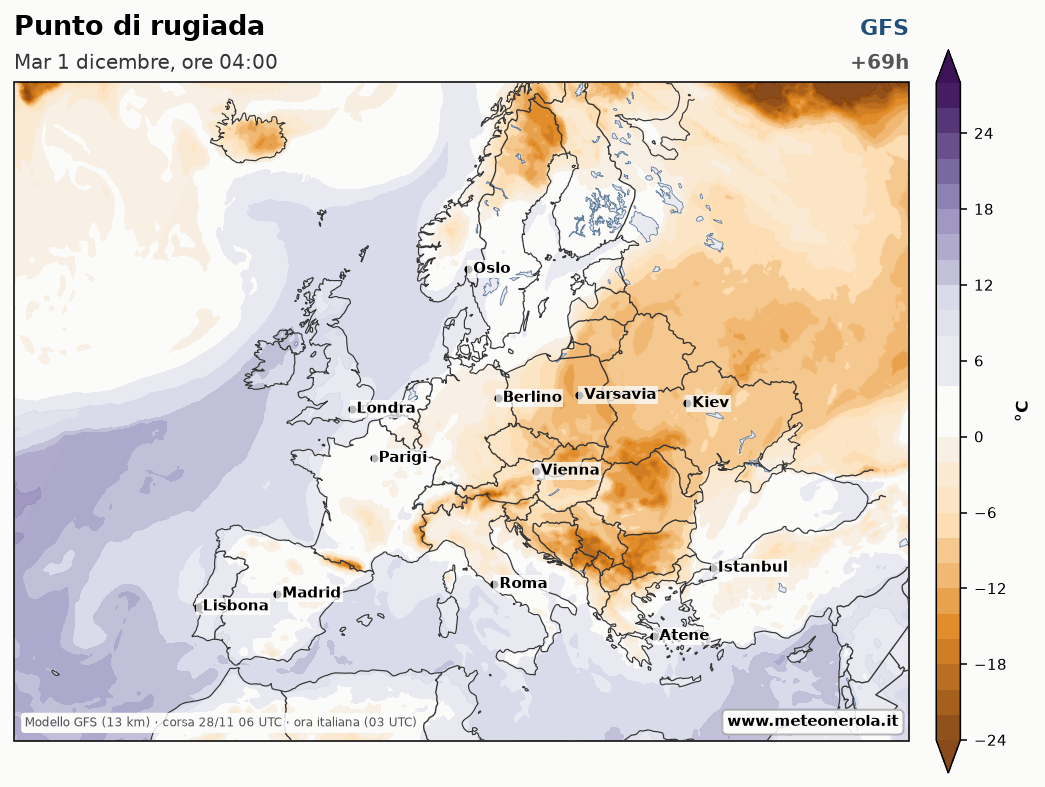 Punto di rugiada
GFS
Mar 1 dicembre, ore 04:00
+69h
Oslo
Londra
Berlino
Varsavia
Kiev
Parigi
Vienna
Istanbul
Roma
Madrid
Lisbona
Atene
24
18
12
6
0
−6
−12
−18
−24
°C
Modello GFS (13 km) · corsa 28/11 06 UTC · ora italiana (03 UTC)
www.meteonerola.it